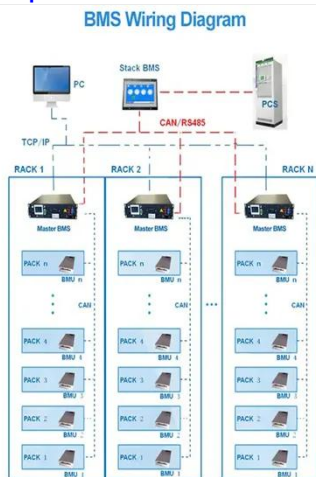 BMS Wiring Diagram
PC
Stack BMS
PCS
CAN/RS485
TCP/IP
RACK 1
RACK 2
RACK N
Master BMS
Master BMS
Master BMS
PACK n
BMU n
PACK n
BMU n
PACK n
BMU n
CAN
CAN
...
CAN
PACK 4
BMU 4
PACK 4
BMU 4
PACK 4
BMU 4
PACK 3
BMU 3
PACK 3
BMU 3
PACK 3
BMU 3
PACK 2
BMU 2
PACK 2
BMU 2
PACK 2
BMU 2
PACK 1
BMU 1
PACK 1
BMU 1
PACK 1
BMU 1